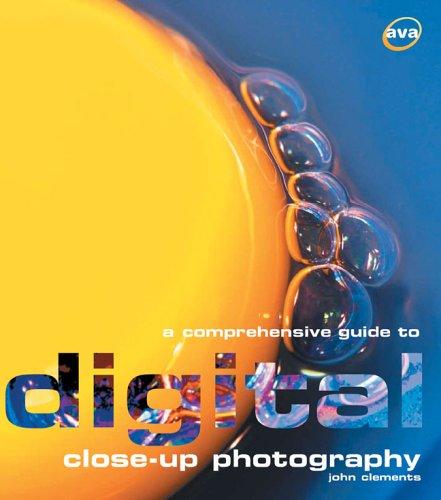 ava
a comprehensive guide to
digital
close-up photography
john clements